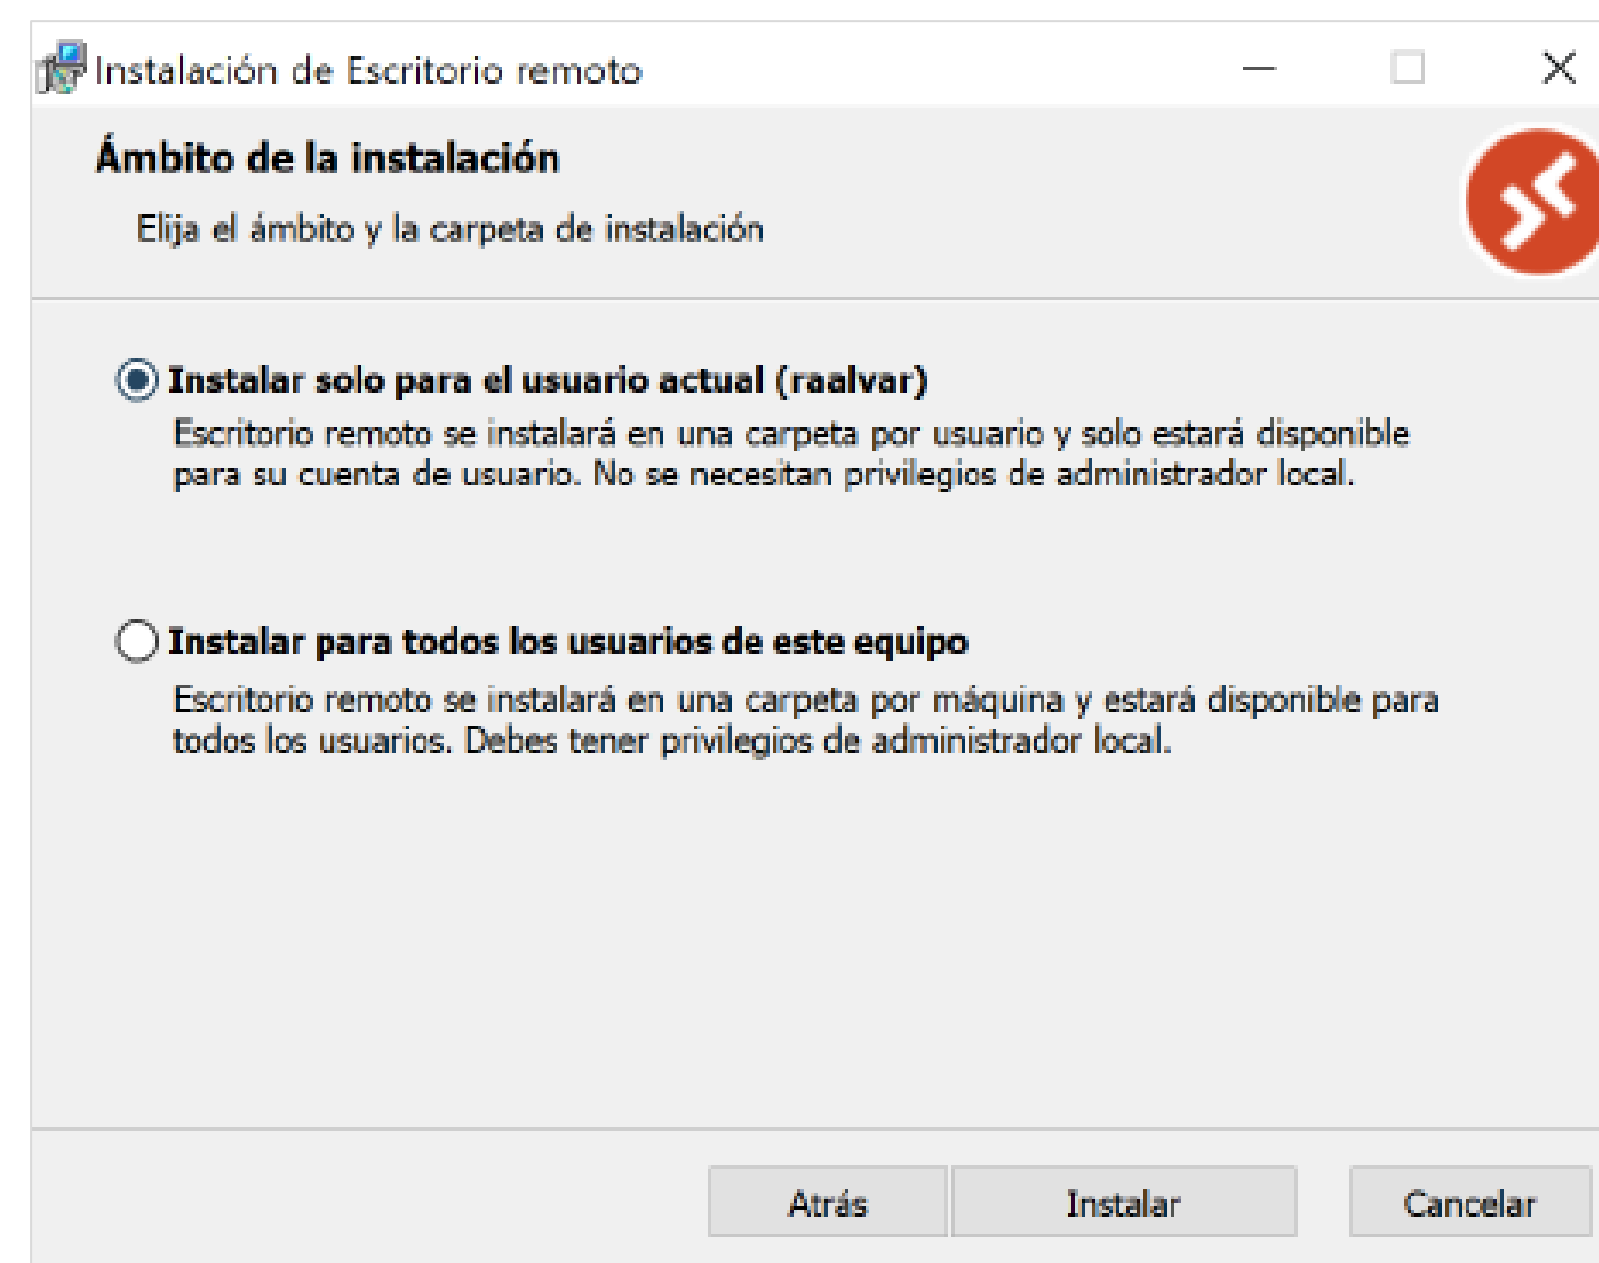 Instalación de Escritorio remoto
Ámbito de la instalación
Elija el ámbito y la carpeta de instalación
Instalar solo para el usuario actual (raalvar)
Escritorio remoto se instalará en una carpeta por usuario y solo estará disponible
para su cuenta de usuario. No se necesitan privilegios de administrador local.
Instalar para todos los usuarios de este equipo
Escritorio remoto se instalará en una carpeta por máquina y estará disponible para
todos los usuarios. Debes tener privilegios de administrador local.
Atrás
Instalar
Cancelar